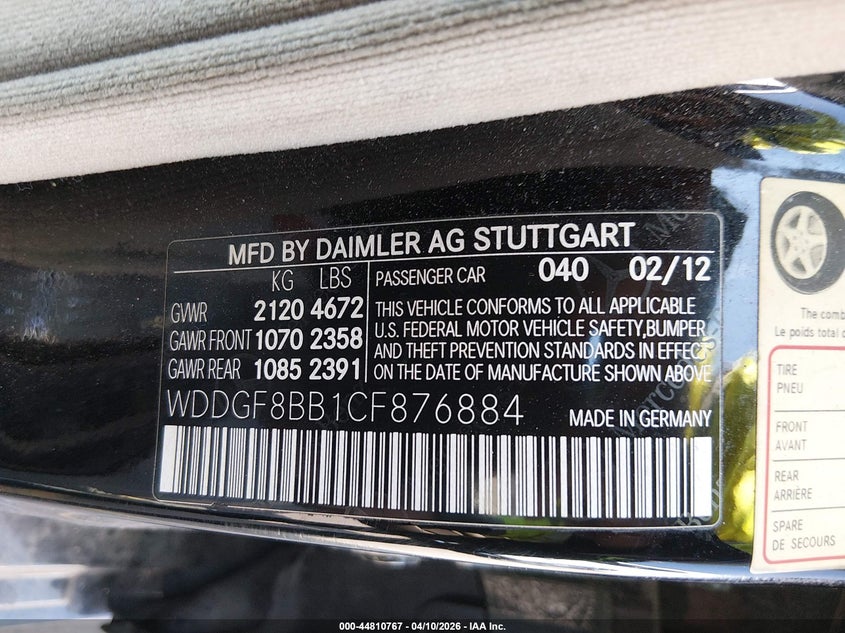 MFD BY DAIMLER AG STUTTGART
KG LBS
GVWR 2120 4672
GAWR FRONT 1070 2358
GAWR REAR 1085 2391
PASSENGER CAR 040 02/12
THIS VEHICLE CONFORMS TO ALL APPLICABLE
U.S. FEDERAL MOTOR VEHICLE SAFETY,BUMPER
AND THEFT PREVENTION STANDARDS IN EFFECT
ON THE DATE OF MANUFACTURE SHOWN ABOVE
WDDGF8BB1CF876884 MADE IN GERMANY
The comb
Le poids total
TIRE
PNEU
FRONT
AVANT
REAR
ARRIÈRE
SPARE
DE SECOURS
000-44810767 - 04/10/2026 - IAA Inc.